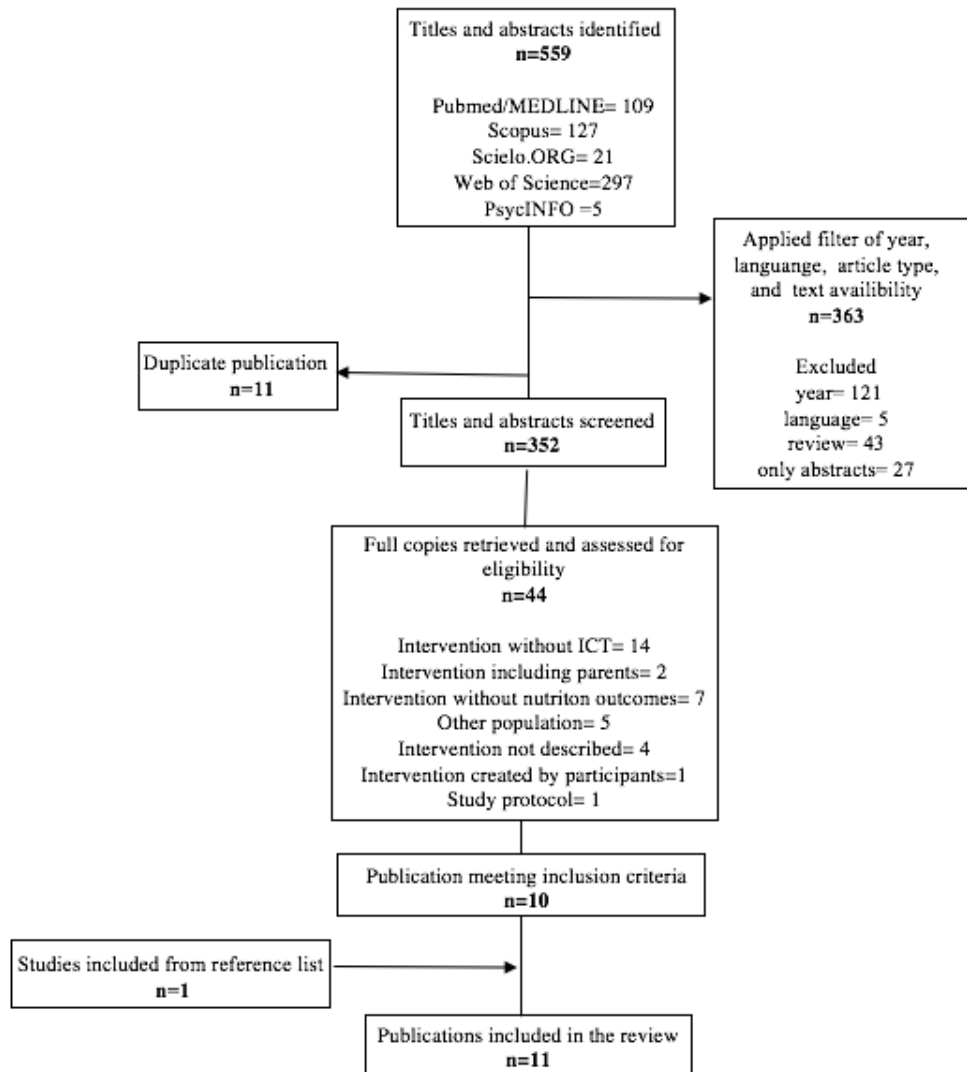 Titles and abstracts identified
n=559
Pubmed/MEDLINE= 109
Scopus= 127
Scielo.ORG= 21
Web of Science=297
PsycINFO =5
Applied filter of year,
languange, article type,
and text availibility
n=363
Excluded
year= 121
language= 5
review= 43
only abstracts= 27
Duplicate publication
n=11
Titles and abstracts screened
n=352
Full copies retrieved and assessed for
eligibility
n=44
Intervention without ICT= 14
Intervention including parents= 2
Intervention without nutriton outcomes= 7
Other population= 5
Intervention not described= 4
Intervention created by participants=1
Study protocol= 1
Publication meeting inclusion criteria
n=10
Studies included from reference list
n=1
Publications included in the review
n=11